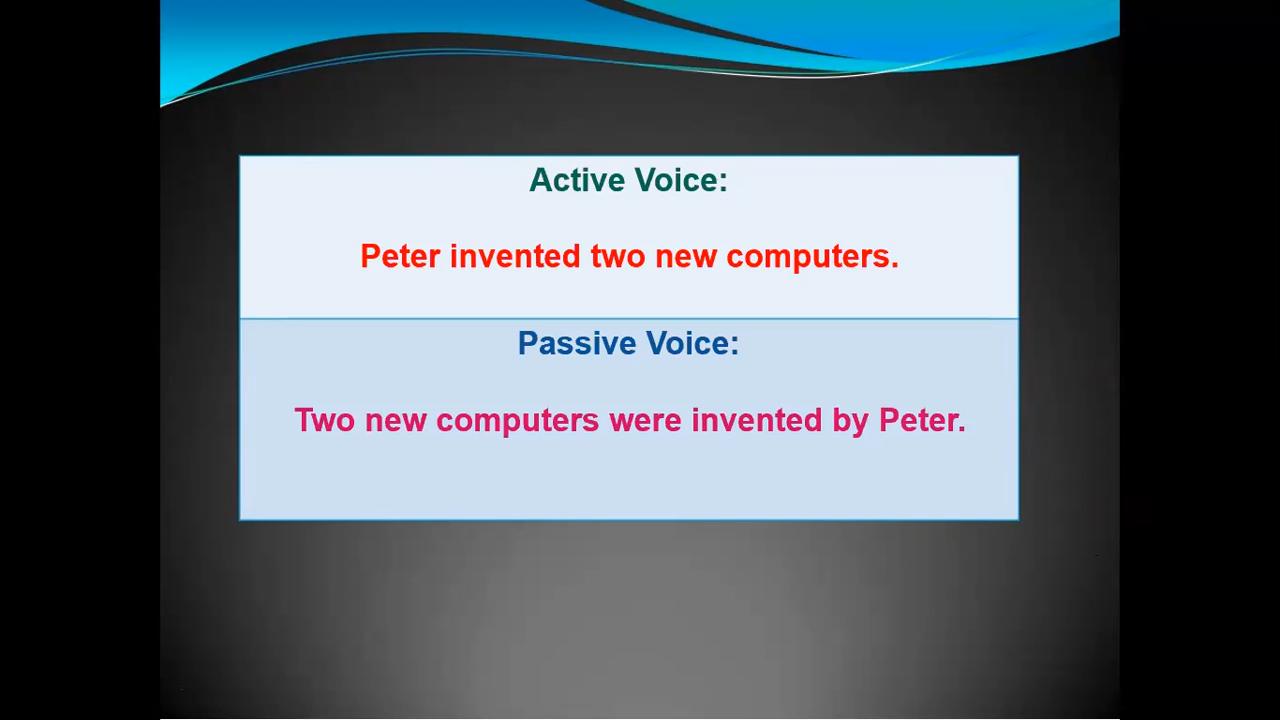 Active Voice:
Peter invented two new computers.
Passive Voice:
Two new computers were invented by Peter.